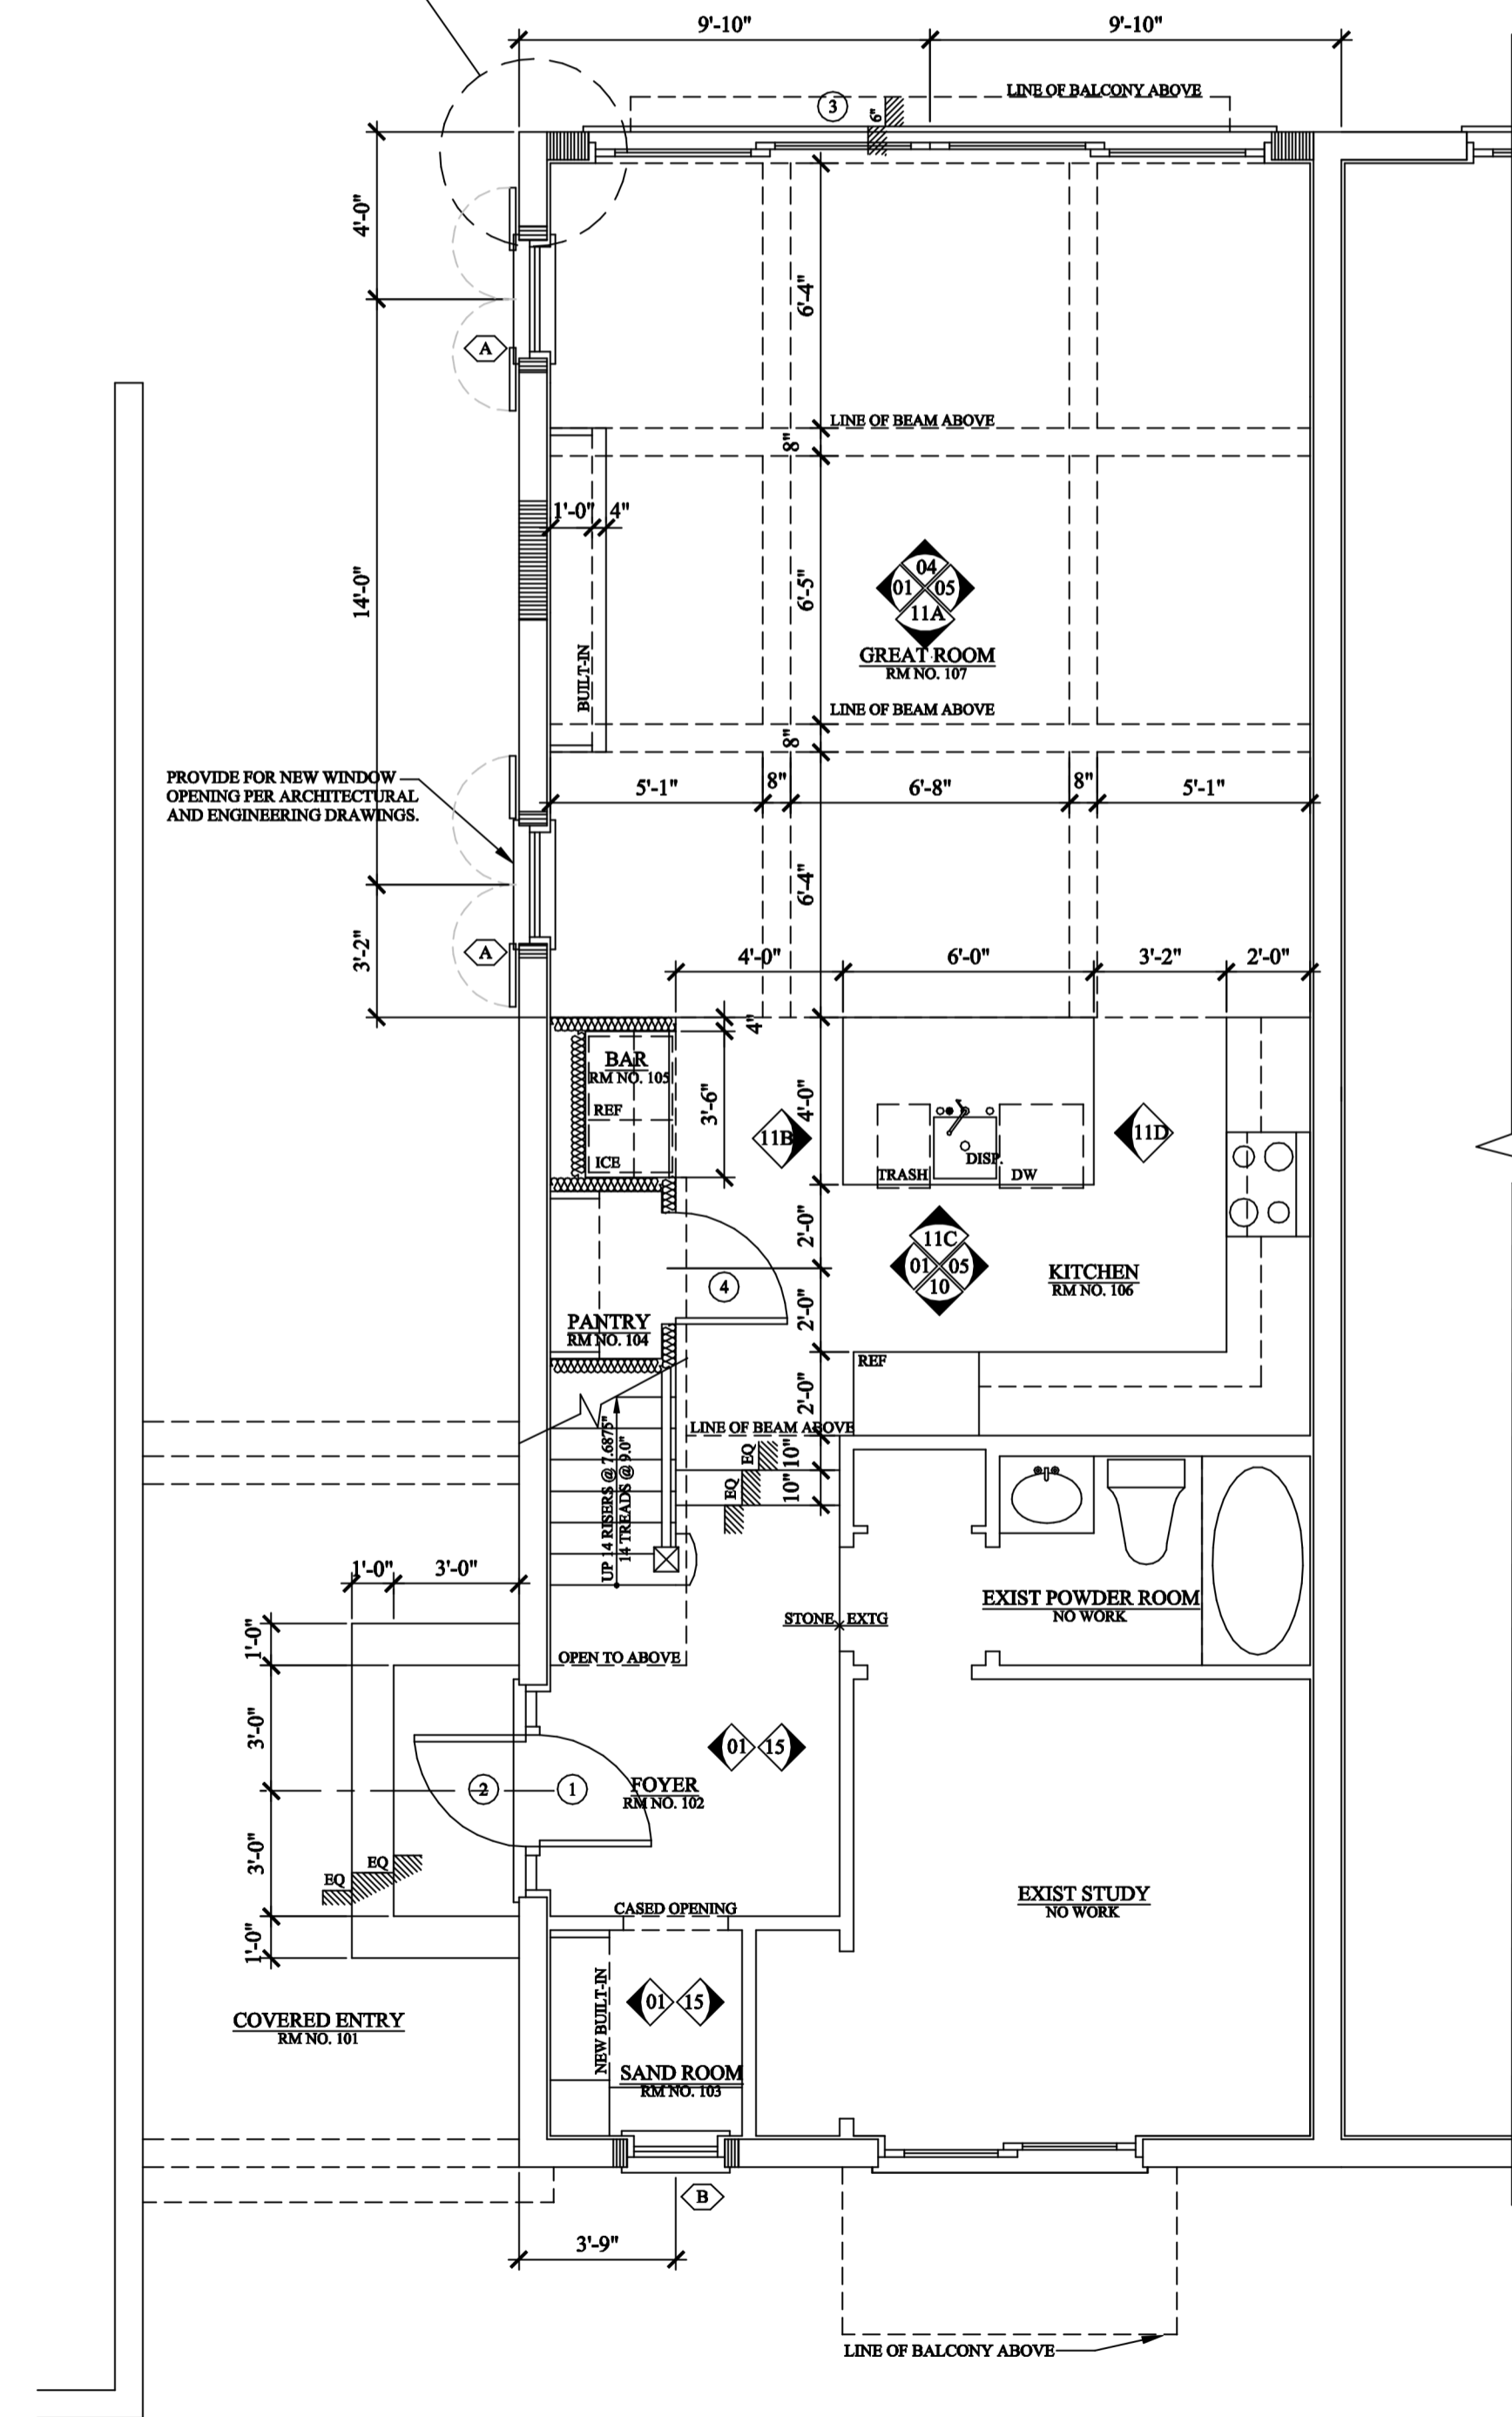 9'-10"
9'-10"
LINE OF BALCONY ABOVE
3
6"
4'-0"
6'-4"
A
LINE OF BEAM ABOVE
8"
1'-0"
4"
14'-0"
6'-5"
04
01
05
11A
BUILT-IN
GREAT ROOM
RM NO. 107
LINE OF BEAM ABOVE
8"
PROVIDE FOR NEW WINDOW
OPENING PER ARCHITECTURAL
AND ENGINEERING DRAWINGS.
5'-1"
8"
6'-8"
8"
5'-1"
6'-4"
3'-2"
A
4'-0"
6'-0"
3'-2"
2'-0"
4"
BAR
RM NO. 105
REF
ICE
3'-6"
4'-0"
11B
11D
TRASH
DISP.
DW
2'-0"
11C
01
05
10
4
KITCHEN
RM NO. 106
PANTRY
RM NO. 104
2'-0"
REF
2'-0"
LINE OF BEAM ABOVE
UP 14 RISERS @ 7.6875"
14 TREADS @ 9.0"
EQ
10"
EQ
10"
1'-0"
3'-0"
EXIST POWDER ROOM
NO WORK
STONE
EXTG
1'-0"
OPEN TO ABOVE
3'-0"
01
15
2
1
FOYER
RM NO. 102
3'-0"
EQ
EQ
EXIST STUDY
NO WORK
CASED OPENING
1'-0"
NEW BUILT-IN
01
15
COVERED ENTRY
RM NO. 101
SAND ROOM
RM NO. 103
B
3'-9"
LINE OF BALCONY ABOVE